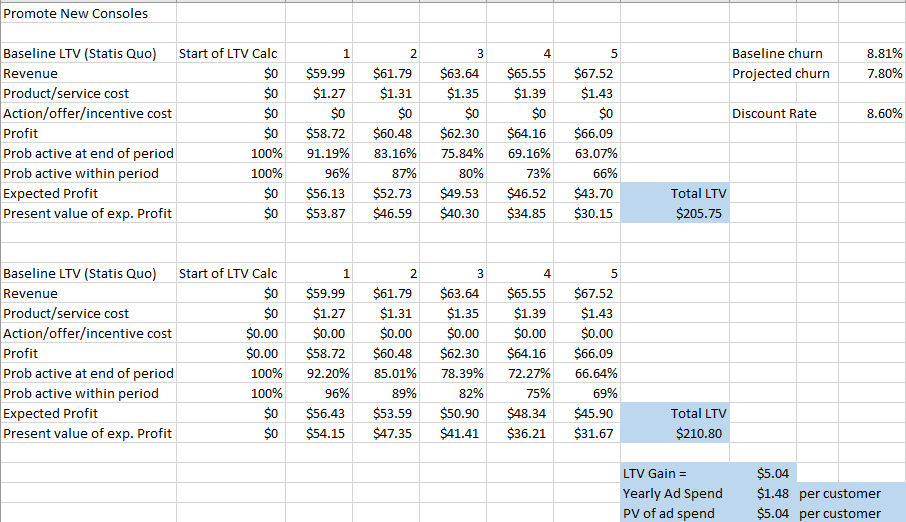 Promote New Consoles
Baseline LTV (Statis Quo) Start of LTV Calc 1 2 3 4 5 Baseline churn 8.81%
Revenue $0 $59.99 $61.79 $63.64 $65.55 $67.52 Projected churn 7.80%
Product/service cost $0 $1.27 $1.31 $1.35 $1.39 $1.43
Action/offer/incentive cost $0 $0 $0 $0 $0 $0 Discount Rate 8.60%
Profit $0 $58.72 $60.48 $62.30 $64.16 $66.09
Prob active at end of period 100% 91.19% 83.16% 75.84% 69.16% 63.07%
Prob active within period 100% 96% 87% 80% 73% 66%
Expected Profit $0 $56.13 $52.73 $49.53 $46.52 $43.70 Total LTV
Present value of exp. Profit $0 $53.87 $46.59 $40.30 $34.85 $30.15 $205.75
Baseline LTV (Statis Quo) Start of LTV Calc 1 2 3 4 5
Revenue $0 $59.99 $61.79 $63.64 $65.55 $67.52
Product/service cost $0 $1.27 $1.31 $1.35 $1.39 $1.43
Action/offer/incentive cost $0.00 $0.00 $0.00 $0.00 $0.00 $0.00
Profit $0.00 $58.72 $60.48 $62.30 $64.16 $66.09
Prob active at end of period 100% 92.20% 85.01% 78.39% 72.27% 66.64%
Prob active within period 100% 96% 89% 82% 75% 69%
Expected Profit $0 $56.43 $53.59 $50.90 $48.34 $45.90 Total LTV
Present value of exp. Profit $0 $54.15 $47.35 $41.41 $36.21 $31.67 $210.80
LTV Gain = $5.04
Yearly Ad Spend $1.48 per customer
PV of ad spend $5.04 per customer